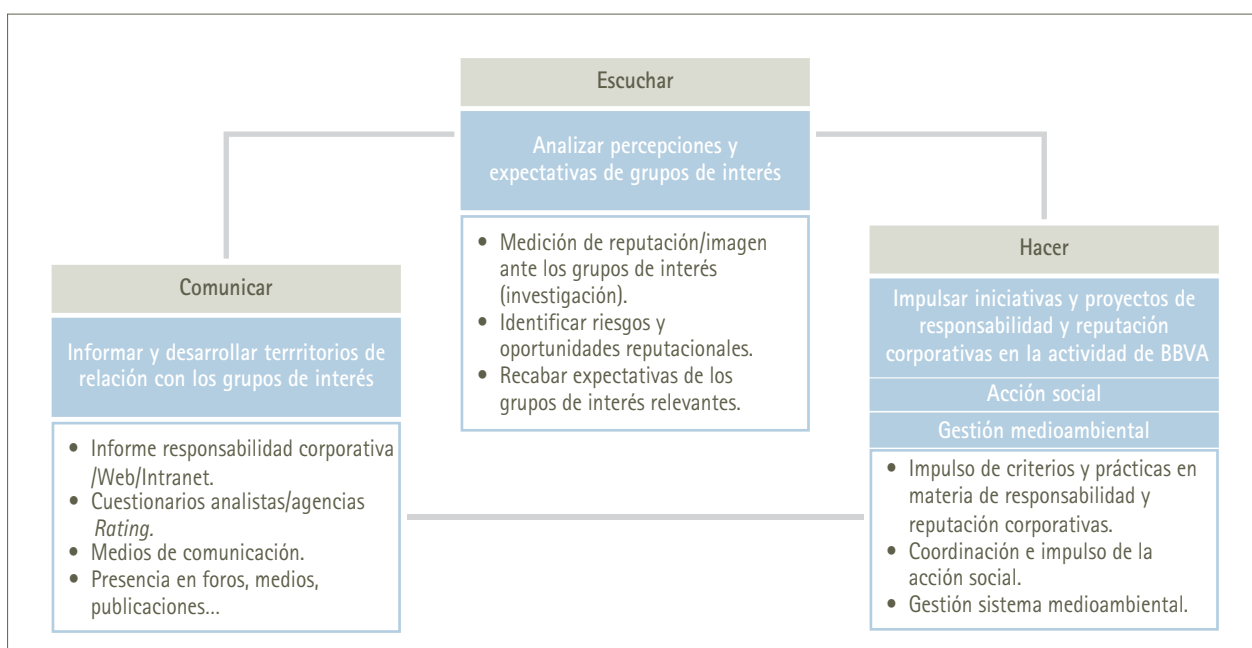 Escuchar
Analizar percepciones y
expectativas de grupos de interés
• Medición de reputación/imagen
ante los grupos de interés
(investigación).
• Identificar riesgos y
oportunidades reputacionales.
• Recabar expectativas de los
grupos de interés relevantes.
Comunicar
Informar y desarrollar terrritorios de
relación con los grupos de interés
• Informe responsabilidad corporativa
/Web/Intranet.
• Cuestionarios analistas/agencias
Rating.
• Medios de comunicación.
• Presencia en foros, medios,
publicaciones...
Hacer
Impulsar iniciativas y proyectos de
responsabilidad y reputación
corporativas en la actividad de BBVA
Acción social
Gestión medioambiental
• Impulso de criterios y prácticas en
materia de responsabilidad y
reputación corporativas.
• Coordinación e impulso de la
acción social.
• Gestión sistema medioambiental.